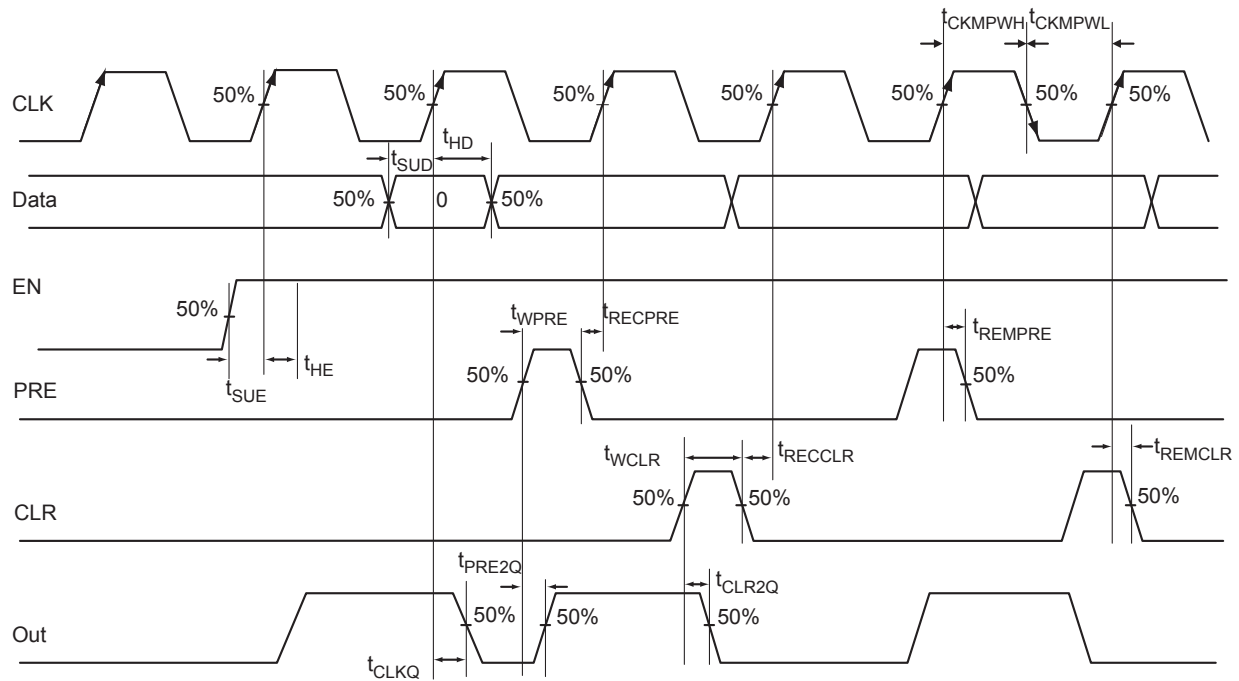 tCKMPWH tCKMPWL
CLK 50% 50% 50% 50% 50% 50% 50%
tSUD tHD
Data 50% 0 50%
EN 50%
tSUE tHE
tWPRE tRECPRE tREMPRE
PRE 50% 50% 50%
tWCLR tRECCLR tREMCLR
CLR 50% 50% 50%
tPRE2Q tCLR2Q
Out 50% 50% 50%
tCLKQ